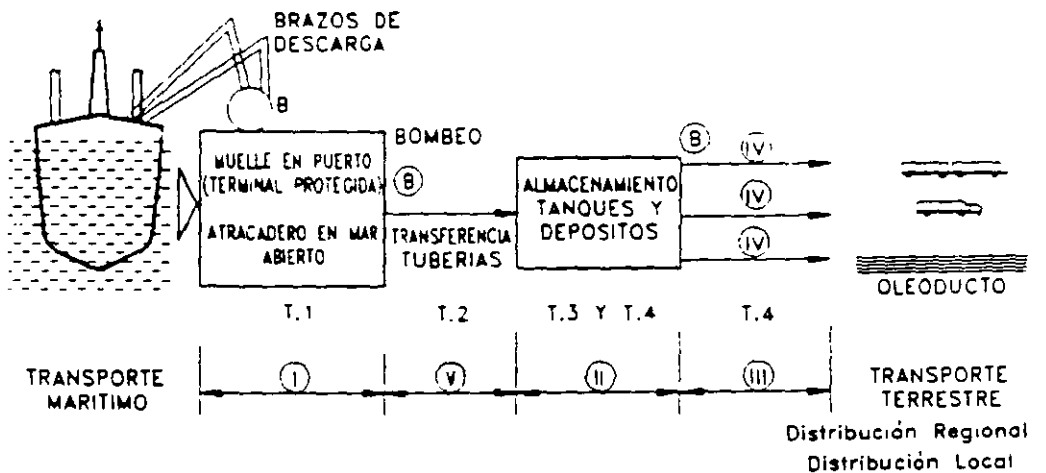 BRAZOS DE
DESCARGA
B
BOMBEO
MUELLE EN PUERTO
(TERMINAL PROTEGIDA)
ATRACADERO EN MAR
ABIERTO
B
TRANSFERENCIA
TUBERIAS
ALMACENAMIENTO
TANQUES Y
DEPOSITOS
B
IV
IV
IV
OLEODUCTO
T.1
T.2
T.3 Y T.4
T.4
TRANSPORTE
MARITIMO
I
V
II
III
TRANSPORTE
TERRESTRE
Distribución Regional
Distribución Local